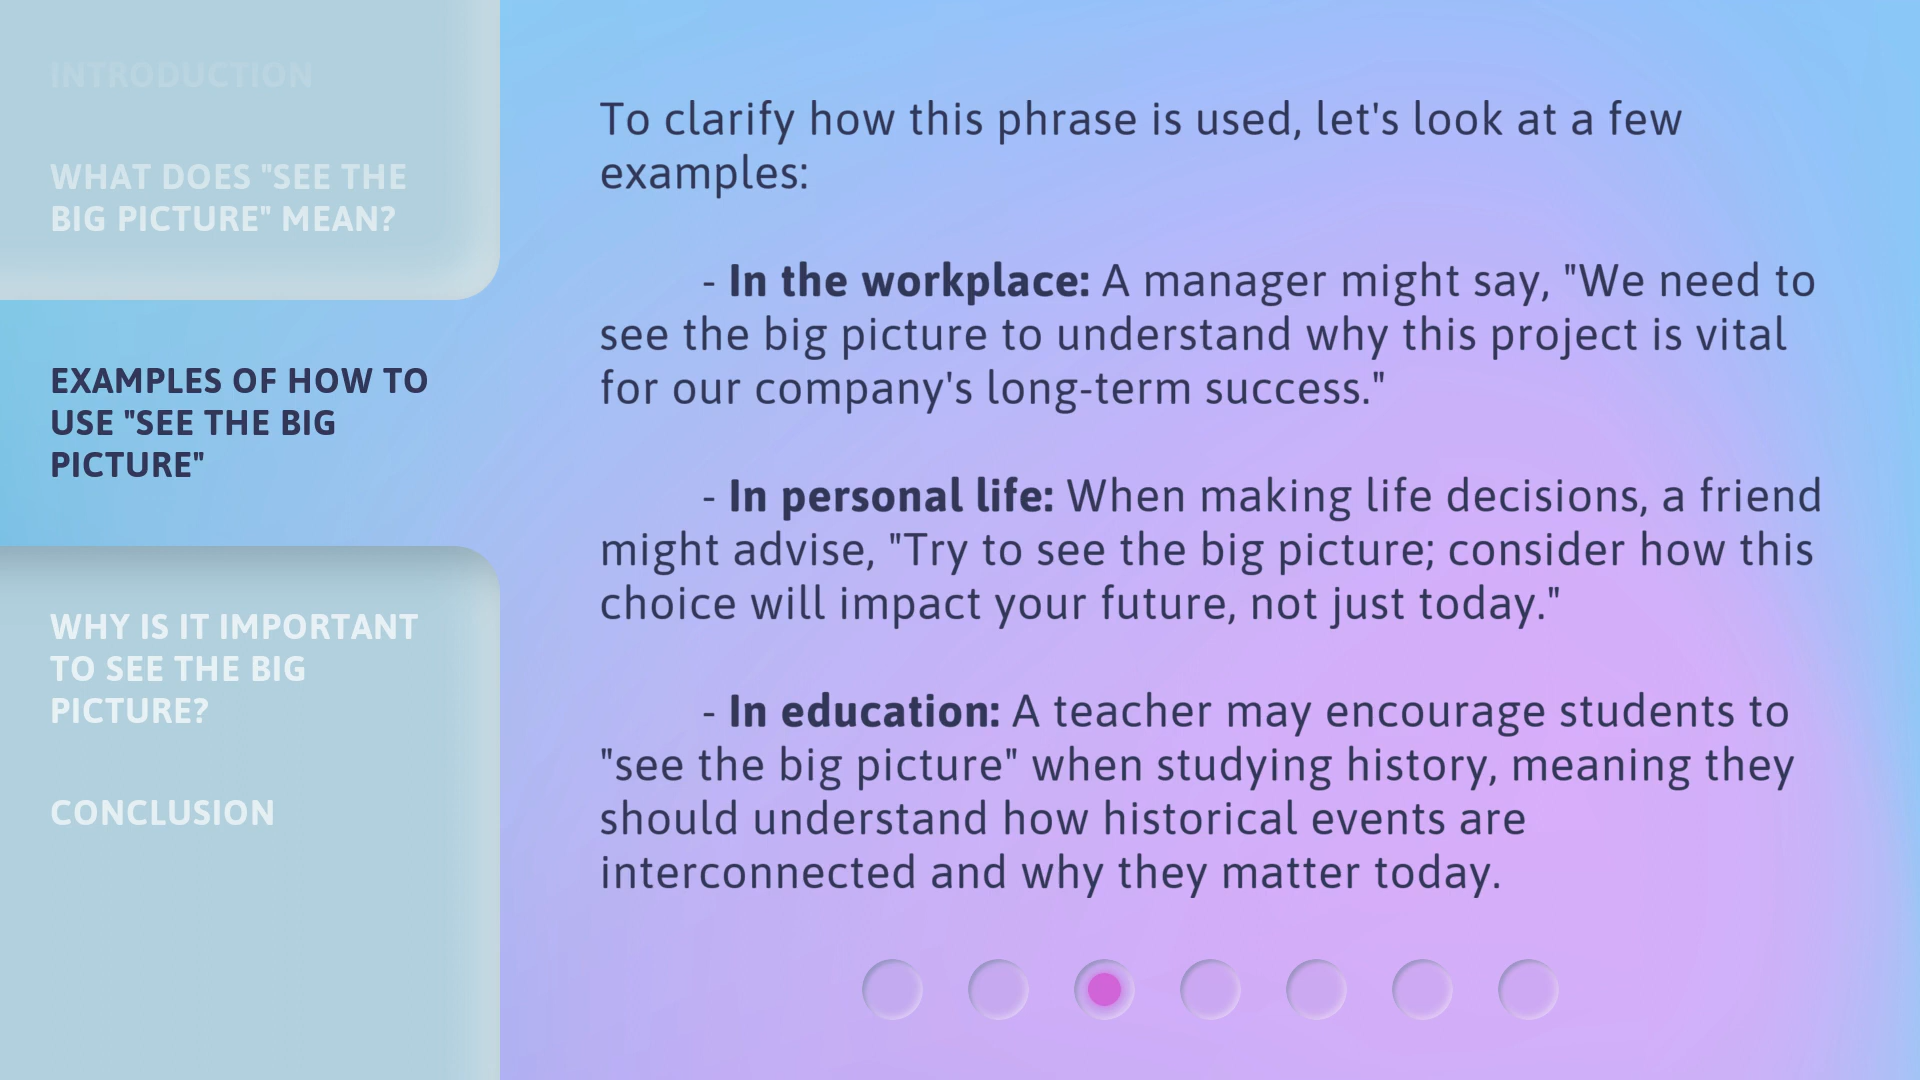 INTRODUCTION
WHAT DOES "SEE THE
BIG PICTURE" MEAN?
EXAMPLES OF HOW TO
USE "SEE THE BIG
PICTURE"
WHY IS IT IMPORTANT
TO SEE THE BIG
PICTURE?
CONCLUSION
To clarify how this phrase is used, let's look at a few
examples:
- In the workplace: A manager might say, "We need to
see the big picture to understand why this project is vital
for our company's long-term success."
- In personal life: When making life decisions, a friend
might advise, "Try to see the big picture; consider how this
choice will impact your future, not just today."
- In education: A teacher may encourage students to
"see the big picture" when studying history, meaning they
should understand how historical events are
interconnected and why they matter today.